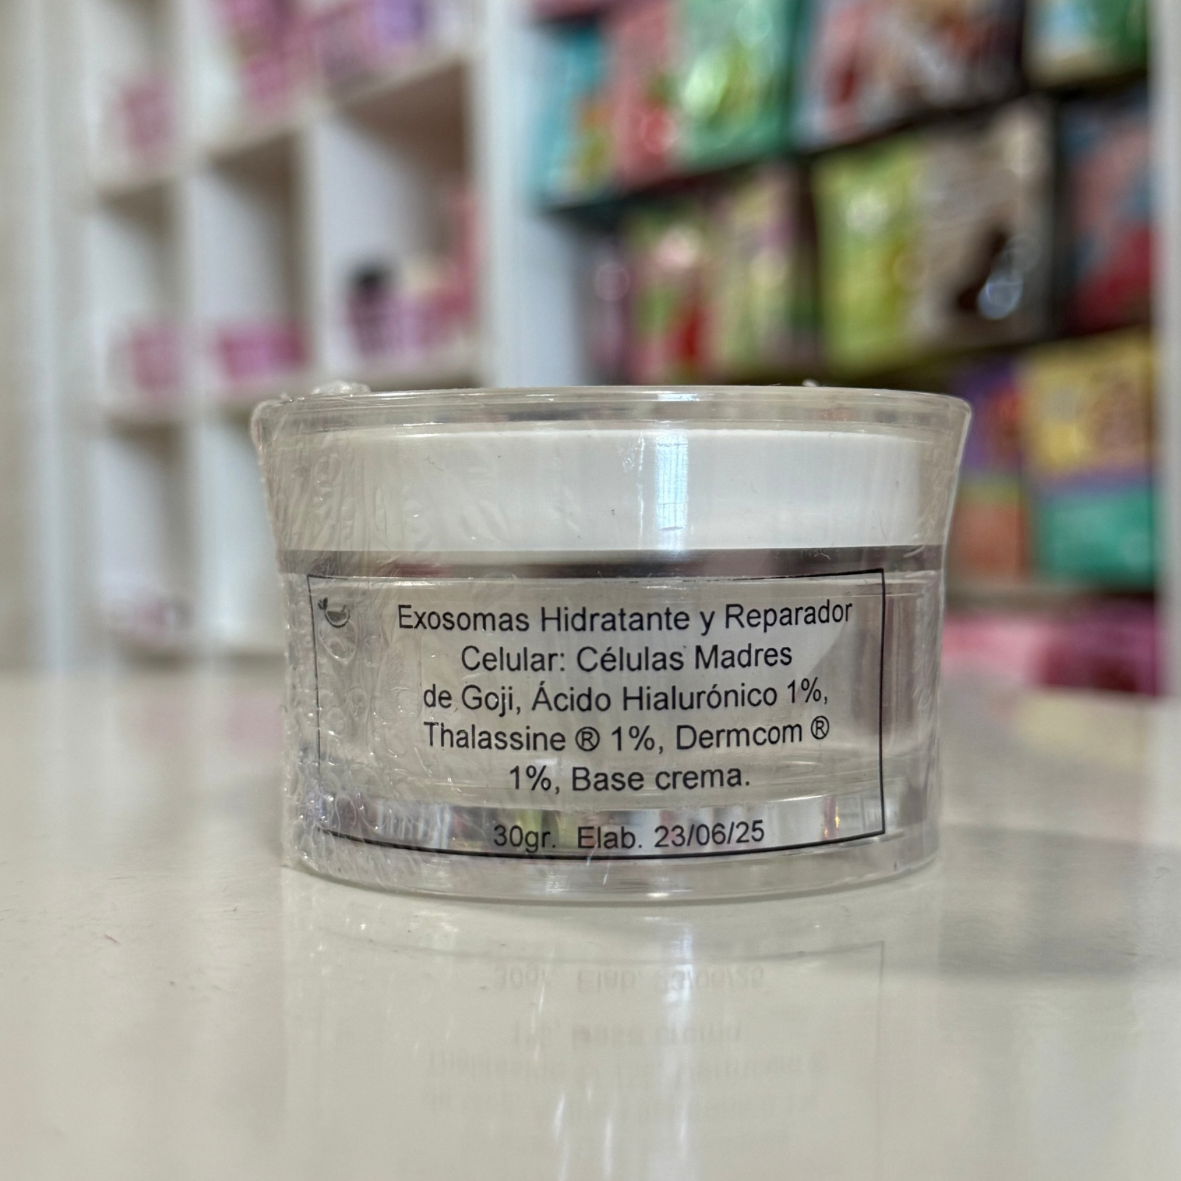 Exosomas Hidratante y Reparador
Celular: Células Madres
de Goji, Ácido Hialurónico 1%,
Thalassine ® 1%, Dermcom ®
1%, Base crema.
30gr. Elab. 23/06/25